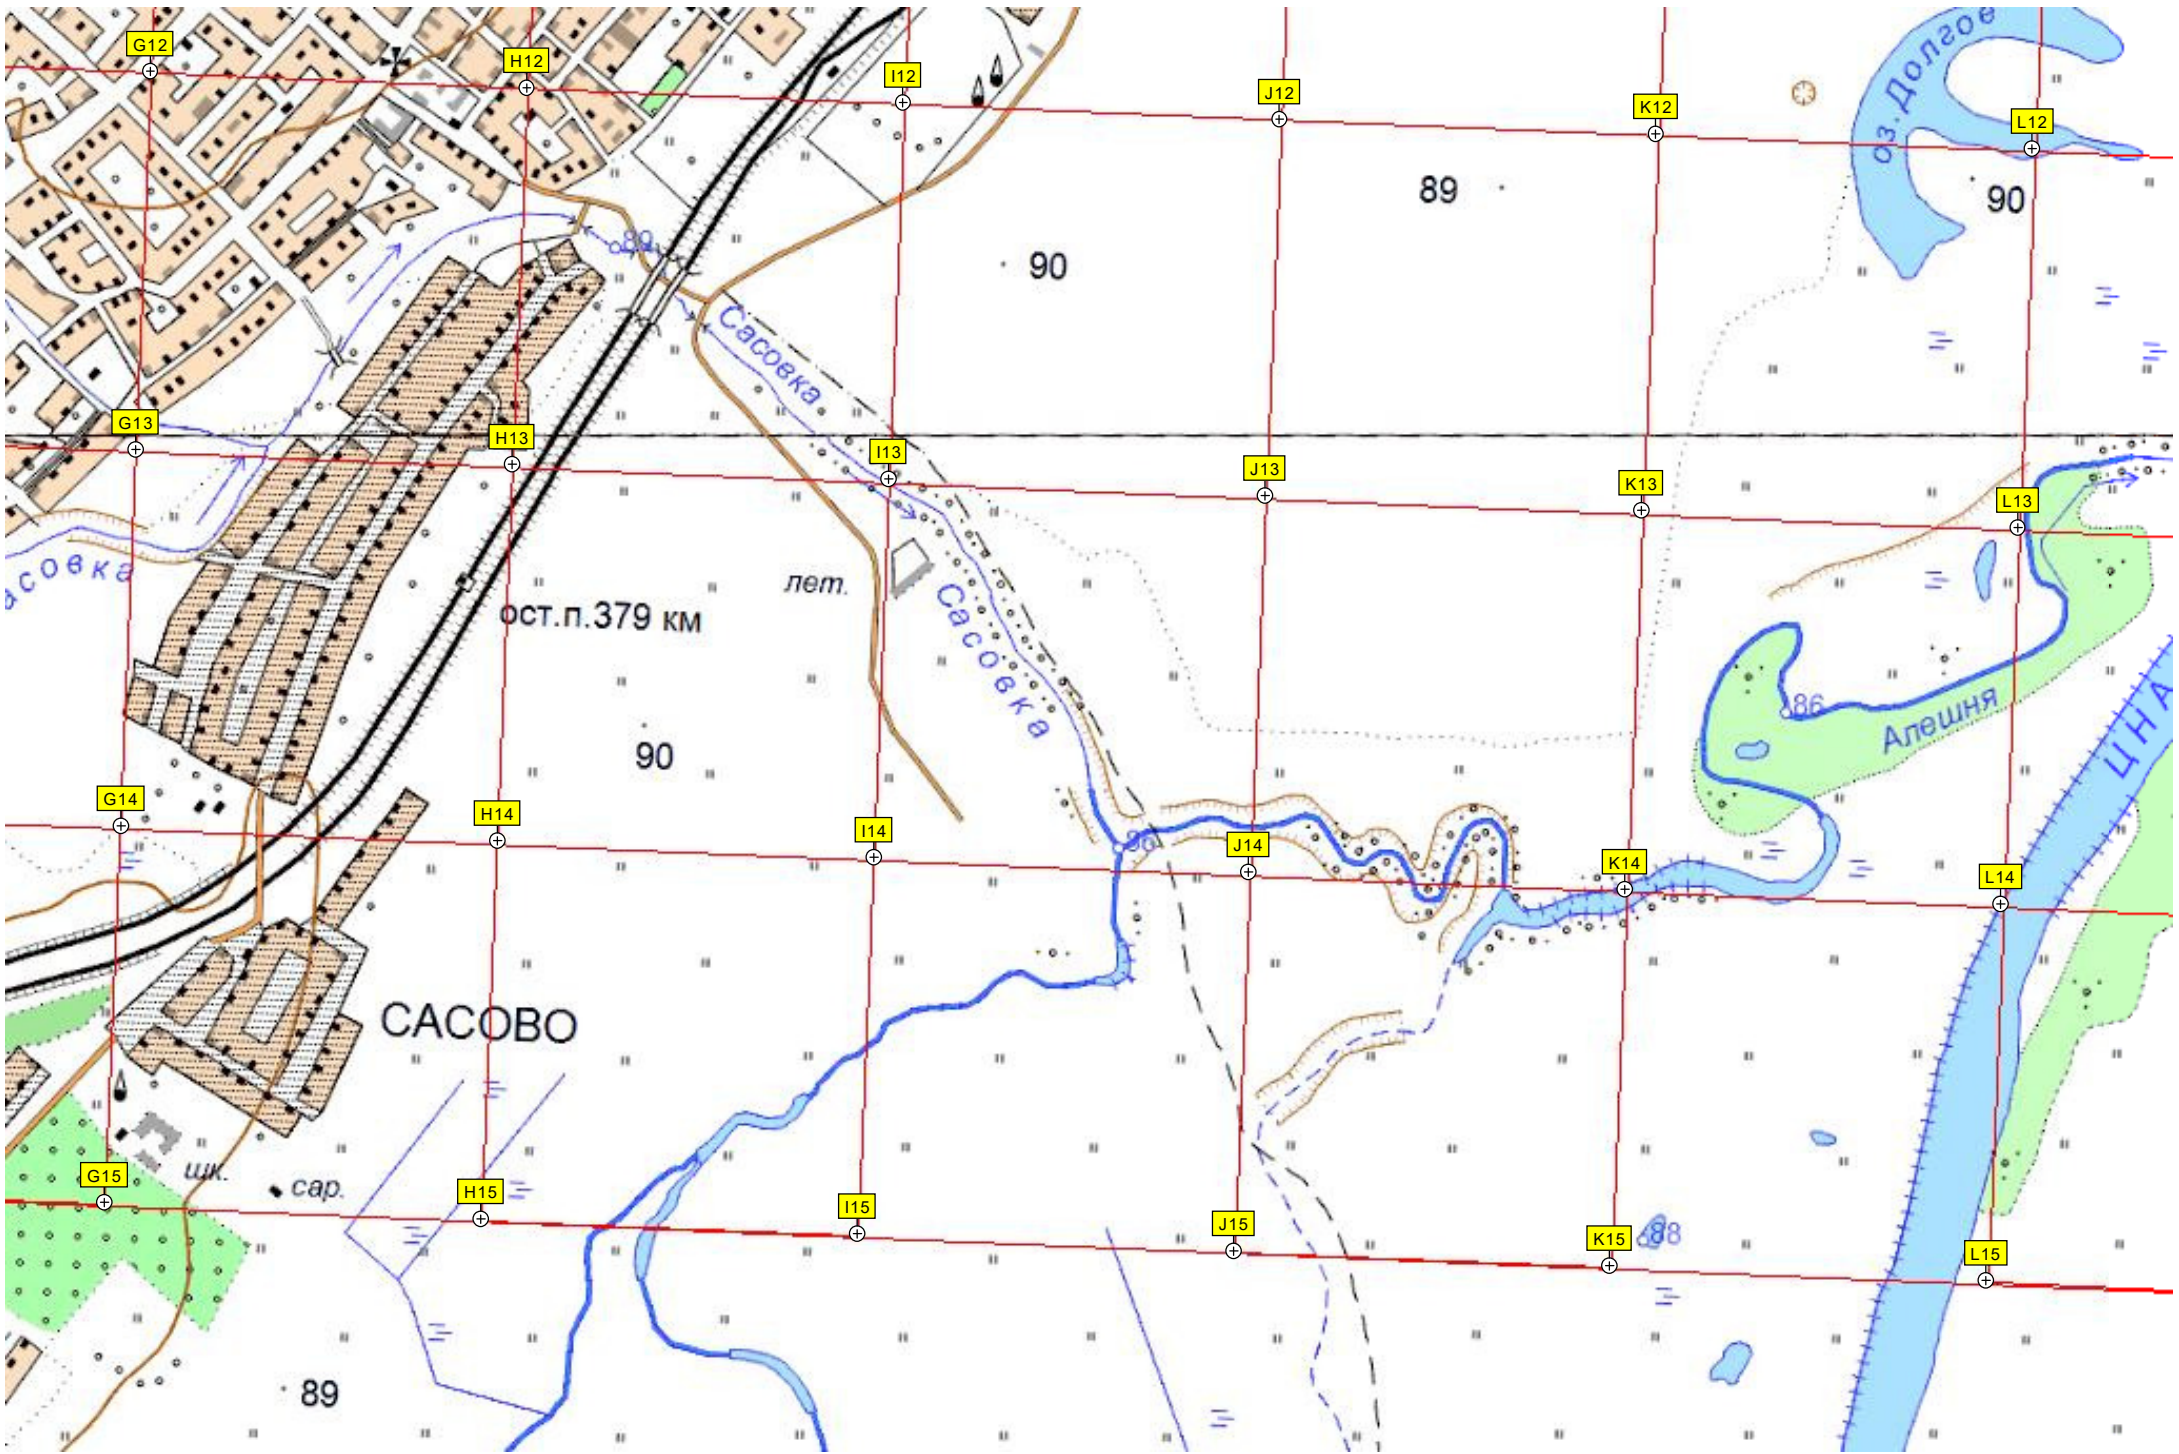 G12
H12
I12
J12
K12
L12
оз. Долгое
89
90
89
90
Сасовка
G13
H13
I13
J13
K13
L13
асовка
ост.п.379 км
лет.
Сасовка
90
86
Алешня
ЦНА
G14
H14
I14
J14
K14
L14
САСОВО
шк.
сар.
G15
H15
I15
J15
K15
L15
88
89